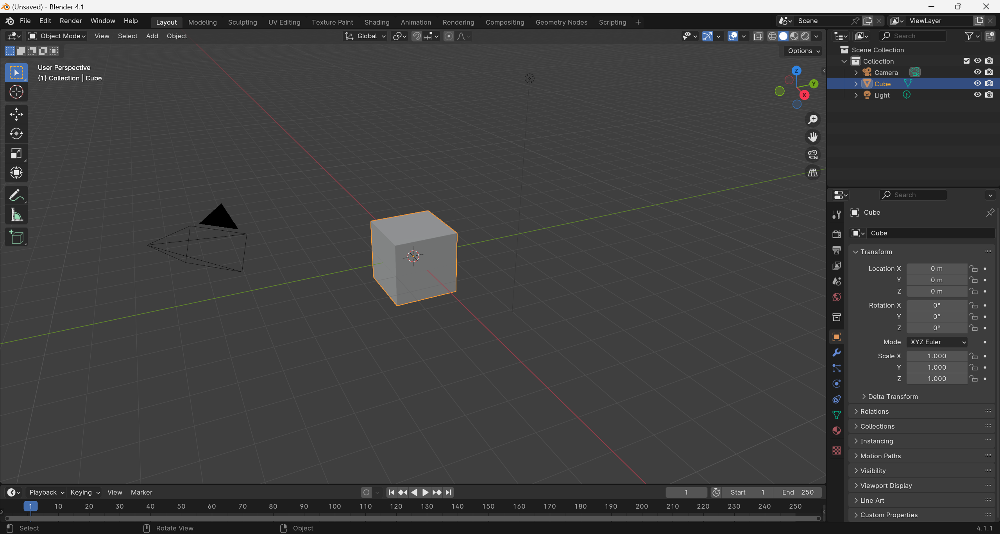 (Unsaved) - Blender 4.1
File Edit Render Window Help Layout Modeling Sculpting UV Editing Texture Paint Shading Animation Rendering Compositing Geometry Nodes Scripting + Scene ViewLayer
Object Mode View Select Add Object Global Search
Options
User Perspective
(1) Collection | Cube
Z
Y
X
Scene Collection
Collection
Camera
Cube
Light
Search
Cube
Cube
Transform
Location X 0 m
Y 0 m
Z 0 m
Rotation X 0°
Y 0°
Z 0°
Mode XYZ Euler
Scale X 1.000
Y 1.000
Z 1.000
Delta Transform
Relations
Collections
Instancing
Motion Paths
Visibility
Viewport Display
Line Art
Custom Properties
Playback Keying View Marker 1 Start 1 End 250
1 10 20 30 40 50 60 70 80 90 100 110 120 130 140 150 160 170 180 190 200 210 220 230 240 250
Select Rotate View Object 4.1.1